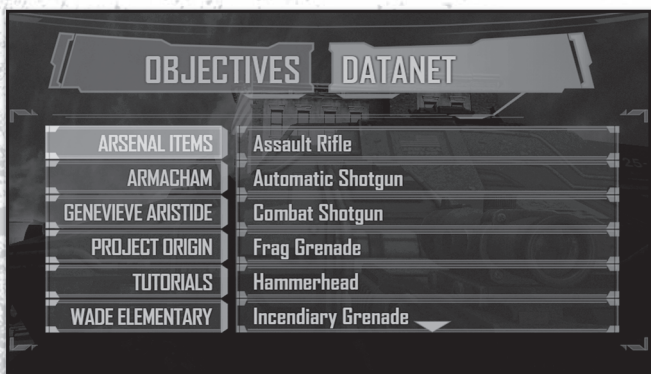 OBJECTIVES DATANET
ARSENAL ITEMS Assault Rifle
ARMACHAM Automatic Shotgun
GENEVIEVE ARISTIDE Combat Shotgun
PROJECT ORIGIN Frag Grenade
TUTORIALS Hammerhead
WADE ELEMENTARY Incendiary Grenade